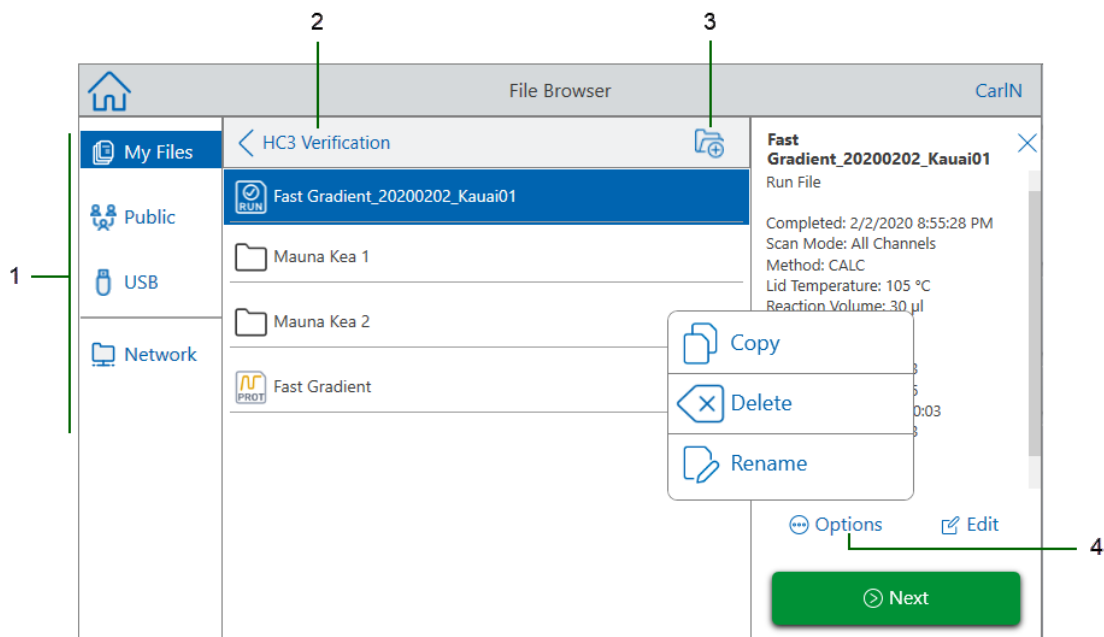 2
3
File Browser
CarlN
1
My Files
Public
USB
Network
HC3 Verification
RUN
Fast Gradient_20200202_Kauai01
Mauna Kea 1
Mauna Kea 2
PROT
Fast Gradient
Fast
Gradient_20200202_Kauai01
Run File
Completed: 2/2/2020 8:55:28 PM
Scan Mode: All Channels
Method: CALC
Lid Temperature: 105 °C
Reaction Volume: 30 µl
0:03
Copy
Delete
Rename
Options
Edit
4
Next